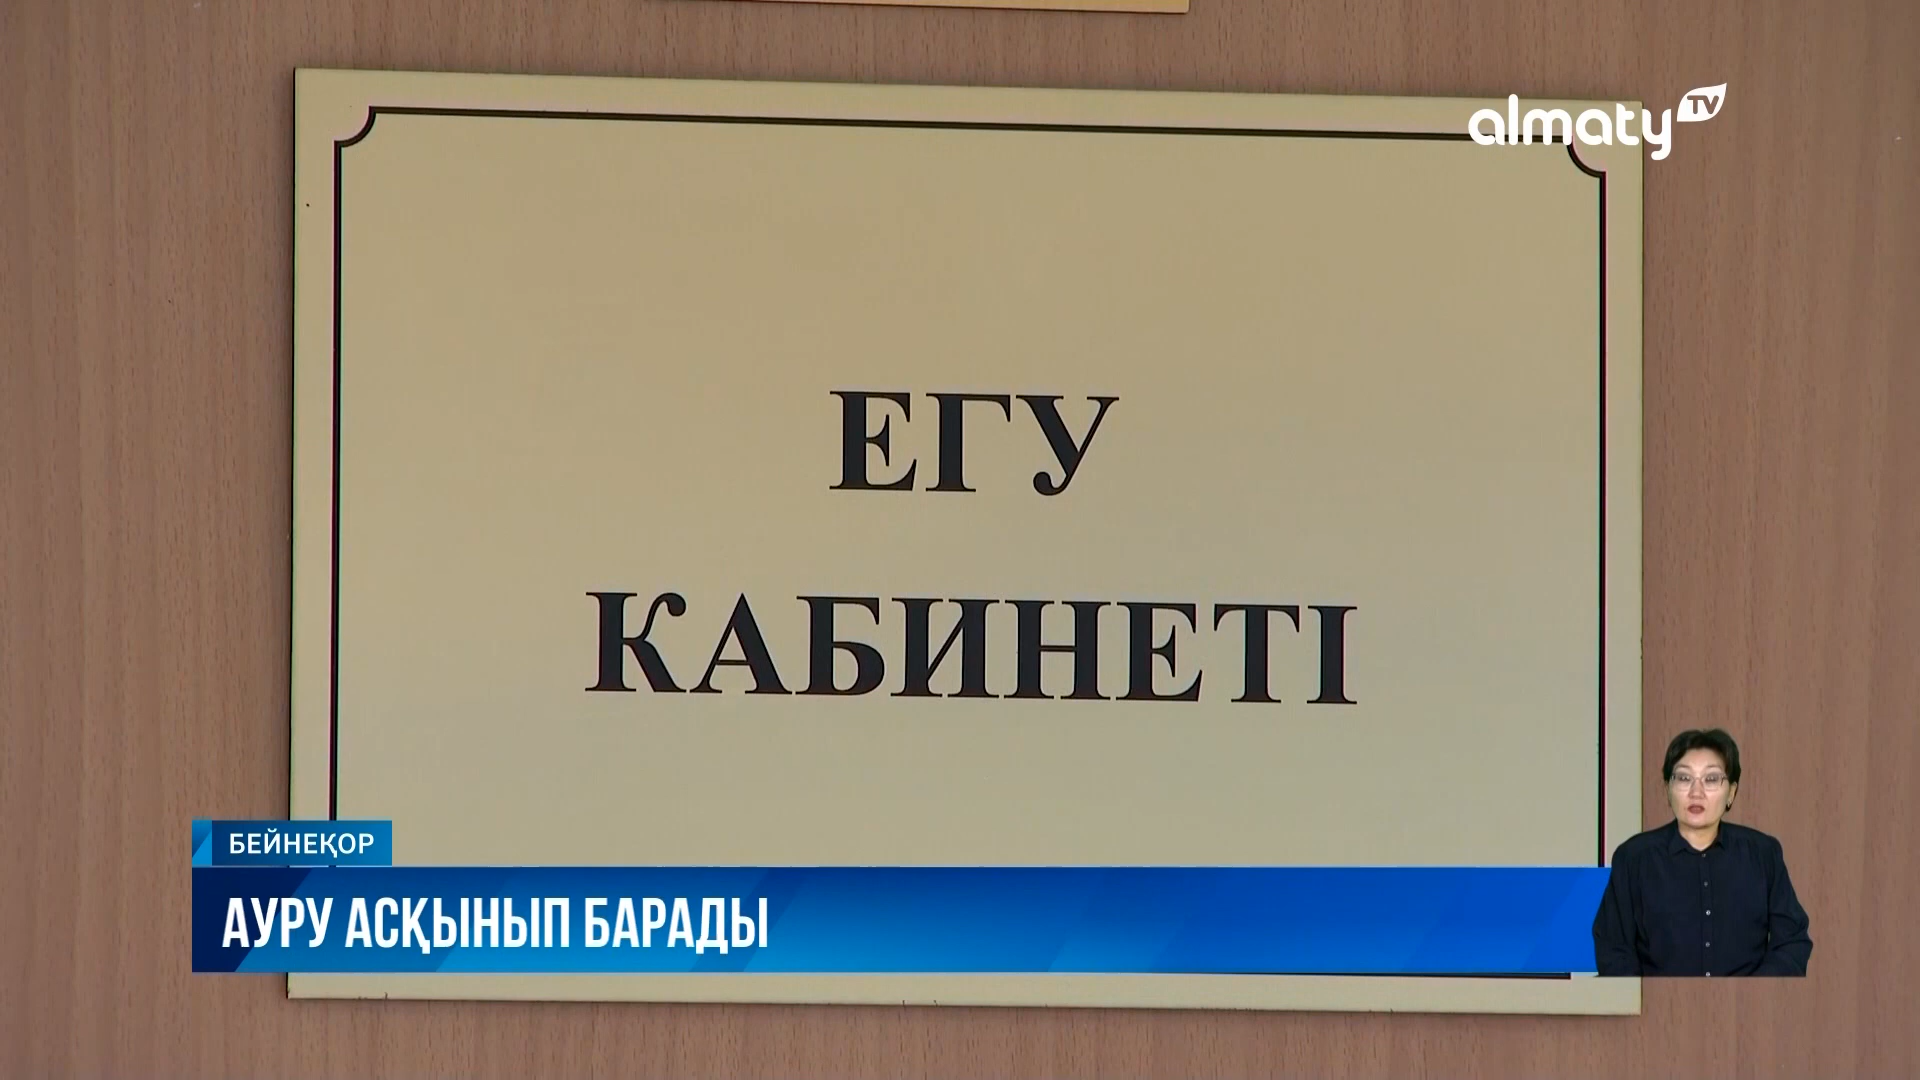 almaty TV
ЕГУ
КАБИНЕТІ
БЕЙНЕҚОР
АУРУ АСҚЫНЫП БАРАДЫ